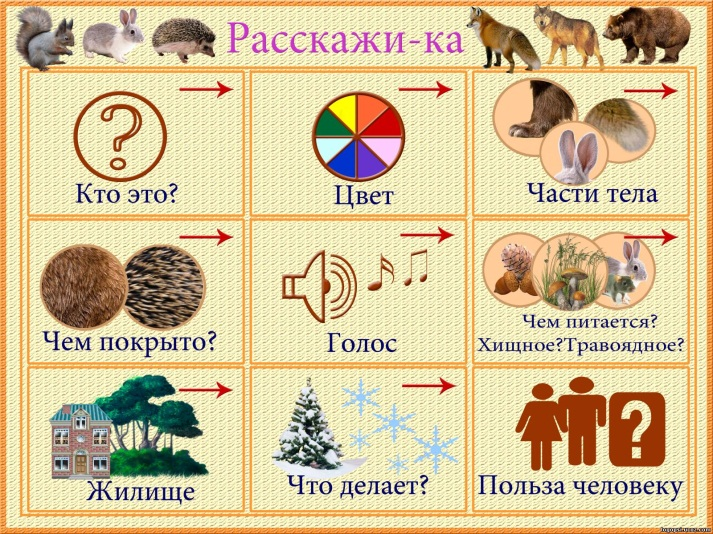 Расскажи-ка
Кто это?
Цвет
Части тела
Чем покрыто?
Голос
Чем питается?
Хищное?Травоядное?
Жилище
Что делает?
Польза человеку